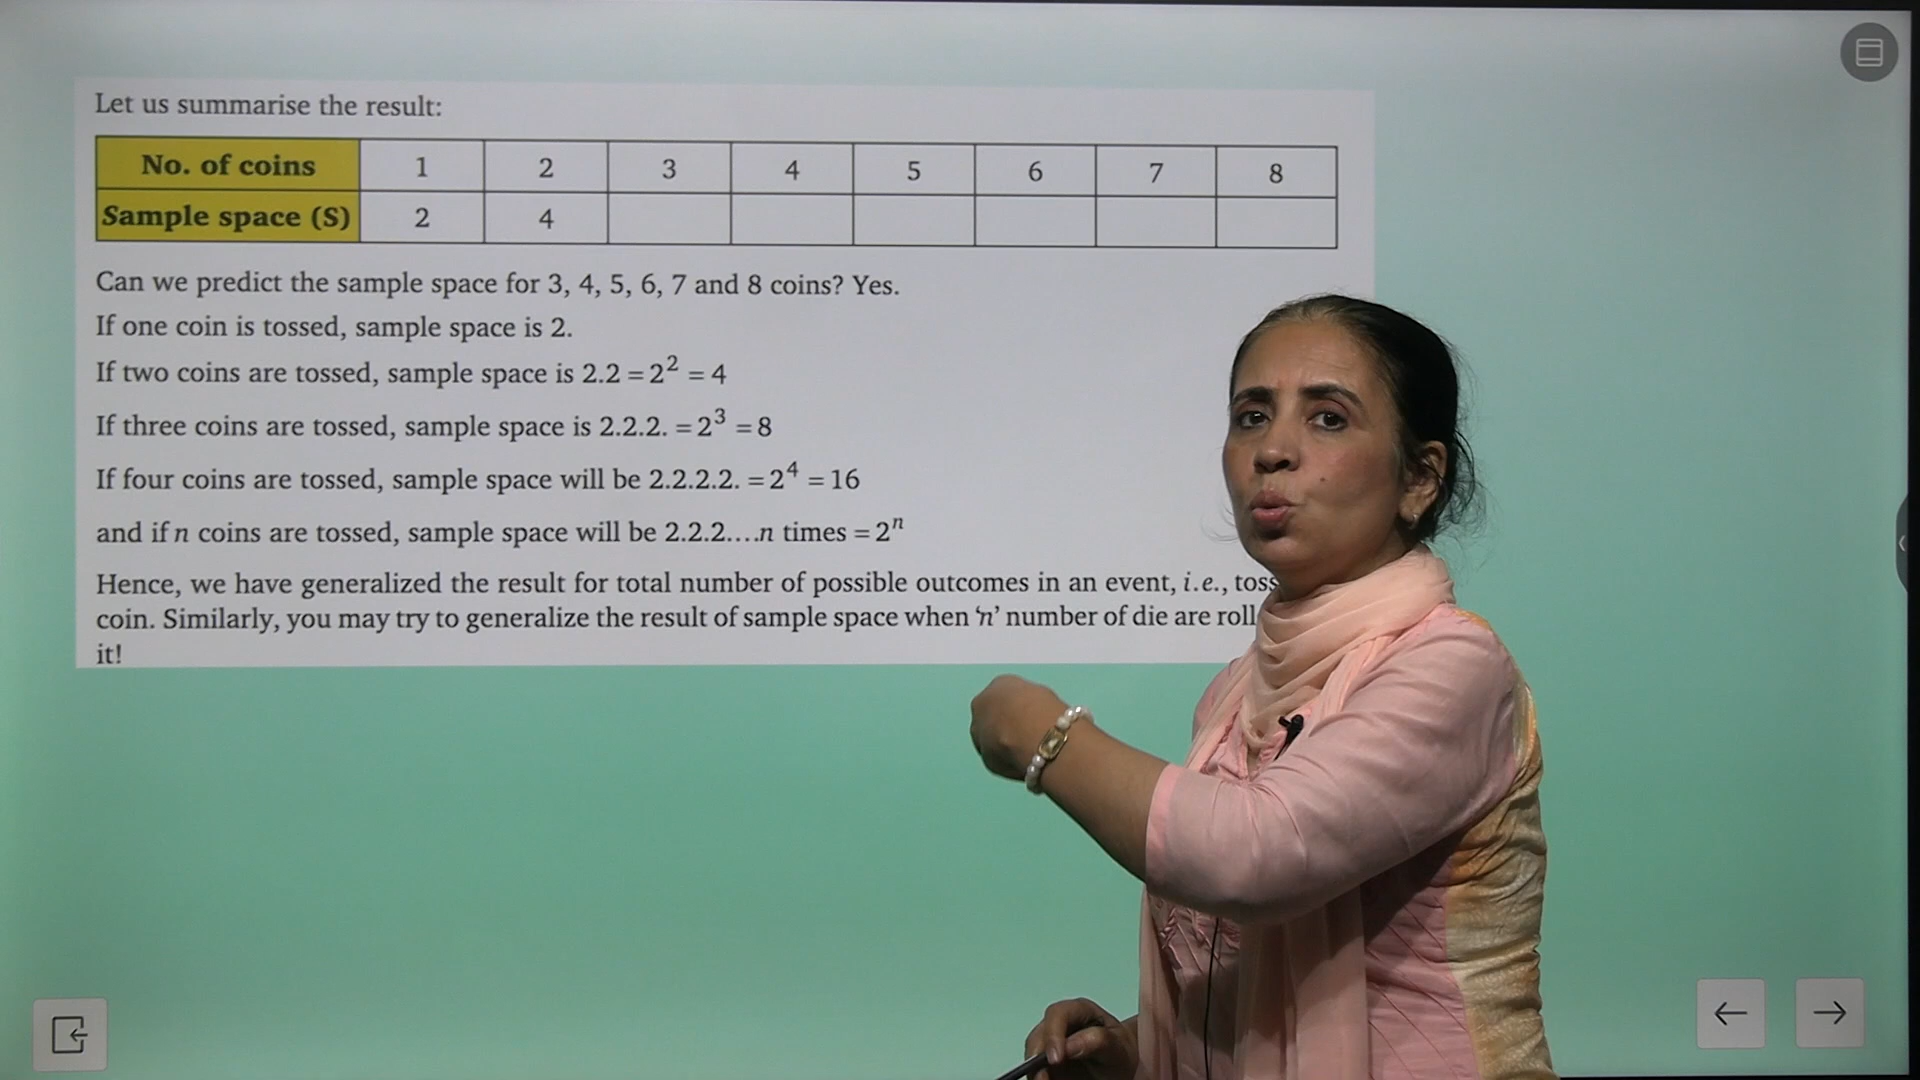 Let us summarise the result:
No. of coins 1 2 3 4 5 6 7 8
Sample space (S) 2 4
Can we predict the sample space for 3, 4, 5, 6, 7 and 8 coins? Yes.
If one coin is tossed, sample space is 2.
If two coins are tossed, sample space is 2.2 = 2² = 4
If three coins are tossed, sample space is 2.2.2. = 2³ = 8
If four coins are tossed, sample space will be 2.2.2.2. = 2⁴ = 16
and if n coins are tossed, sample space will be 2.2.2....n times = 2ⁿ
Hence, we have generalized the result for total number of possible outcomes in an event, i.e., toss
coin. Similarly, you may try to generalize the result of sample space when 'n' number of die are roll
it!